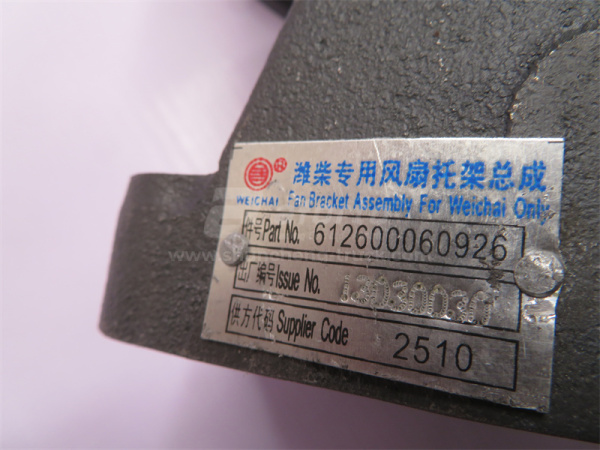 潍柴专用风扇托架总成
WEICHAI Fan Bracket Assembly For Weichai Only
件号Part No. 612600060926
出厂编号Issue No.
供方代码Supplier Code 2510